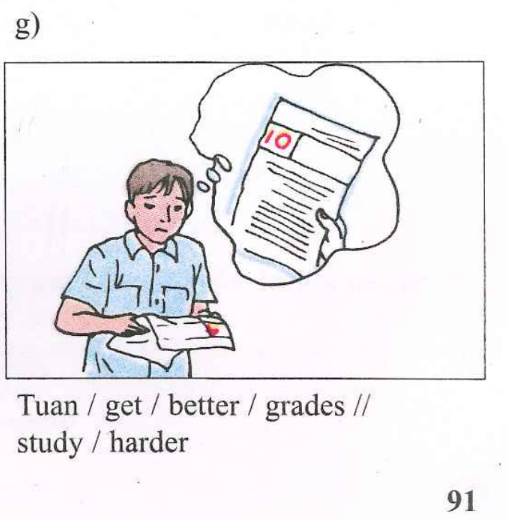 g)
10
Tuan / get / better / grades //
study / harder
91